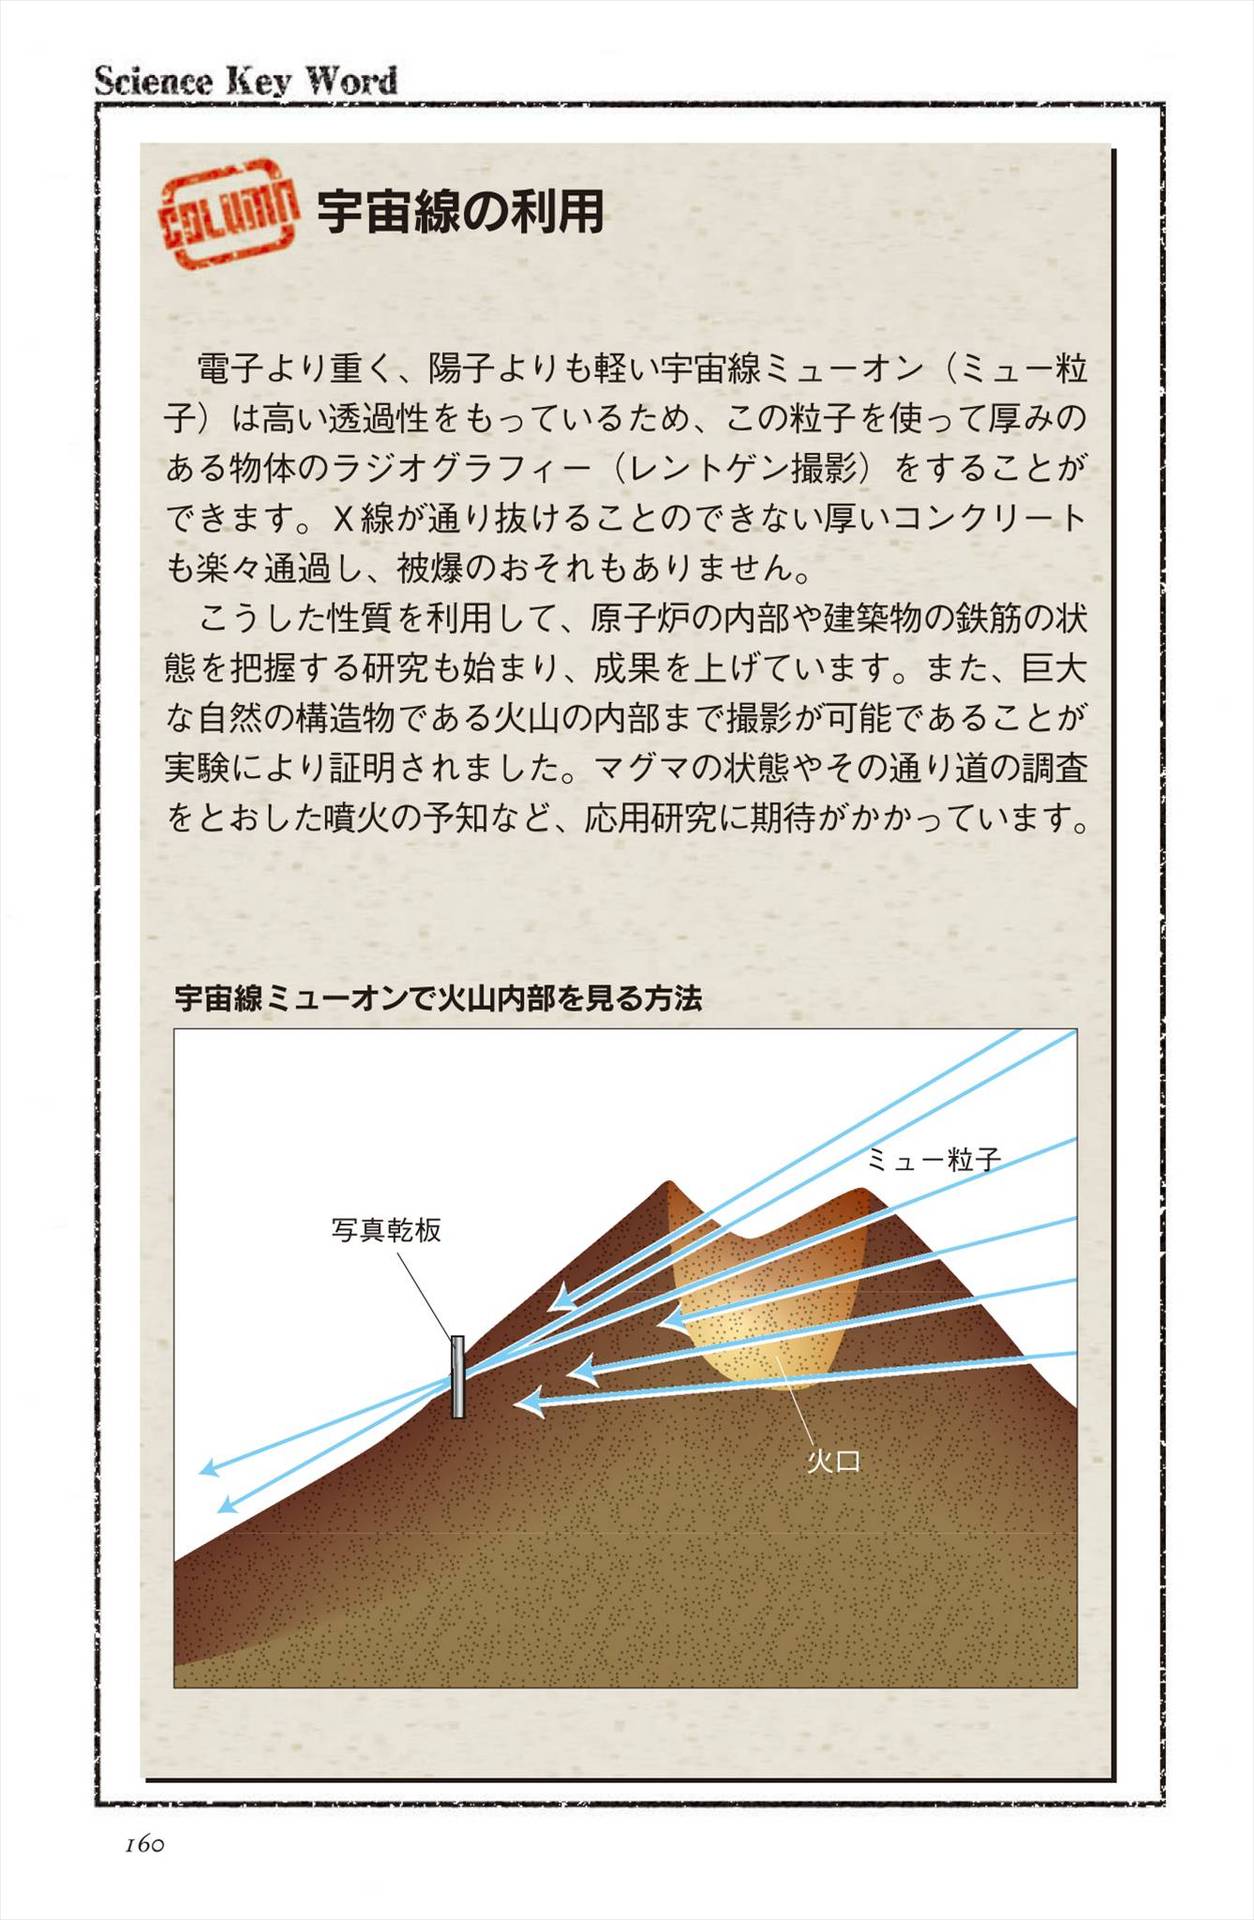 Science Key Word
COLUMN
宇宙線の利用
電子より重く、陽子よりも軽い宇宙線ミューオン（ミュー粒
子）は高い透過性をもっているため、この粒子を使って厚みの
ある物体のラジオグラフィー（レントゲン撮影）をすることが
できます。X線が通り抜けることのできない厚いコンクリート
も楽々通過し、被爆のおそれもありません。
こうした性質を利用して、原子炉の内部や建築物の鉄筋の状
態を把握する研究も始まり、成果を上げています。また、巨大
な自然の構造物である火山の内部まで撮影が可能であることが
実験により証明されました。マグマの状態やその通り道の調査
をとおした噴火の予知など、応用研究に期待がかかっています。
宇宙線ミューオンで火山内部を見る方法
ミュー粒子
写真乾板
火口
160